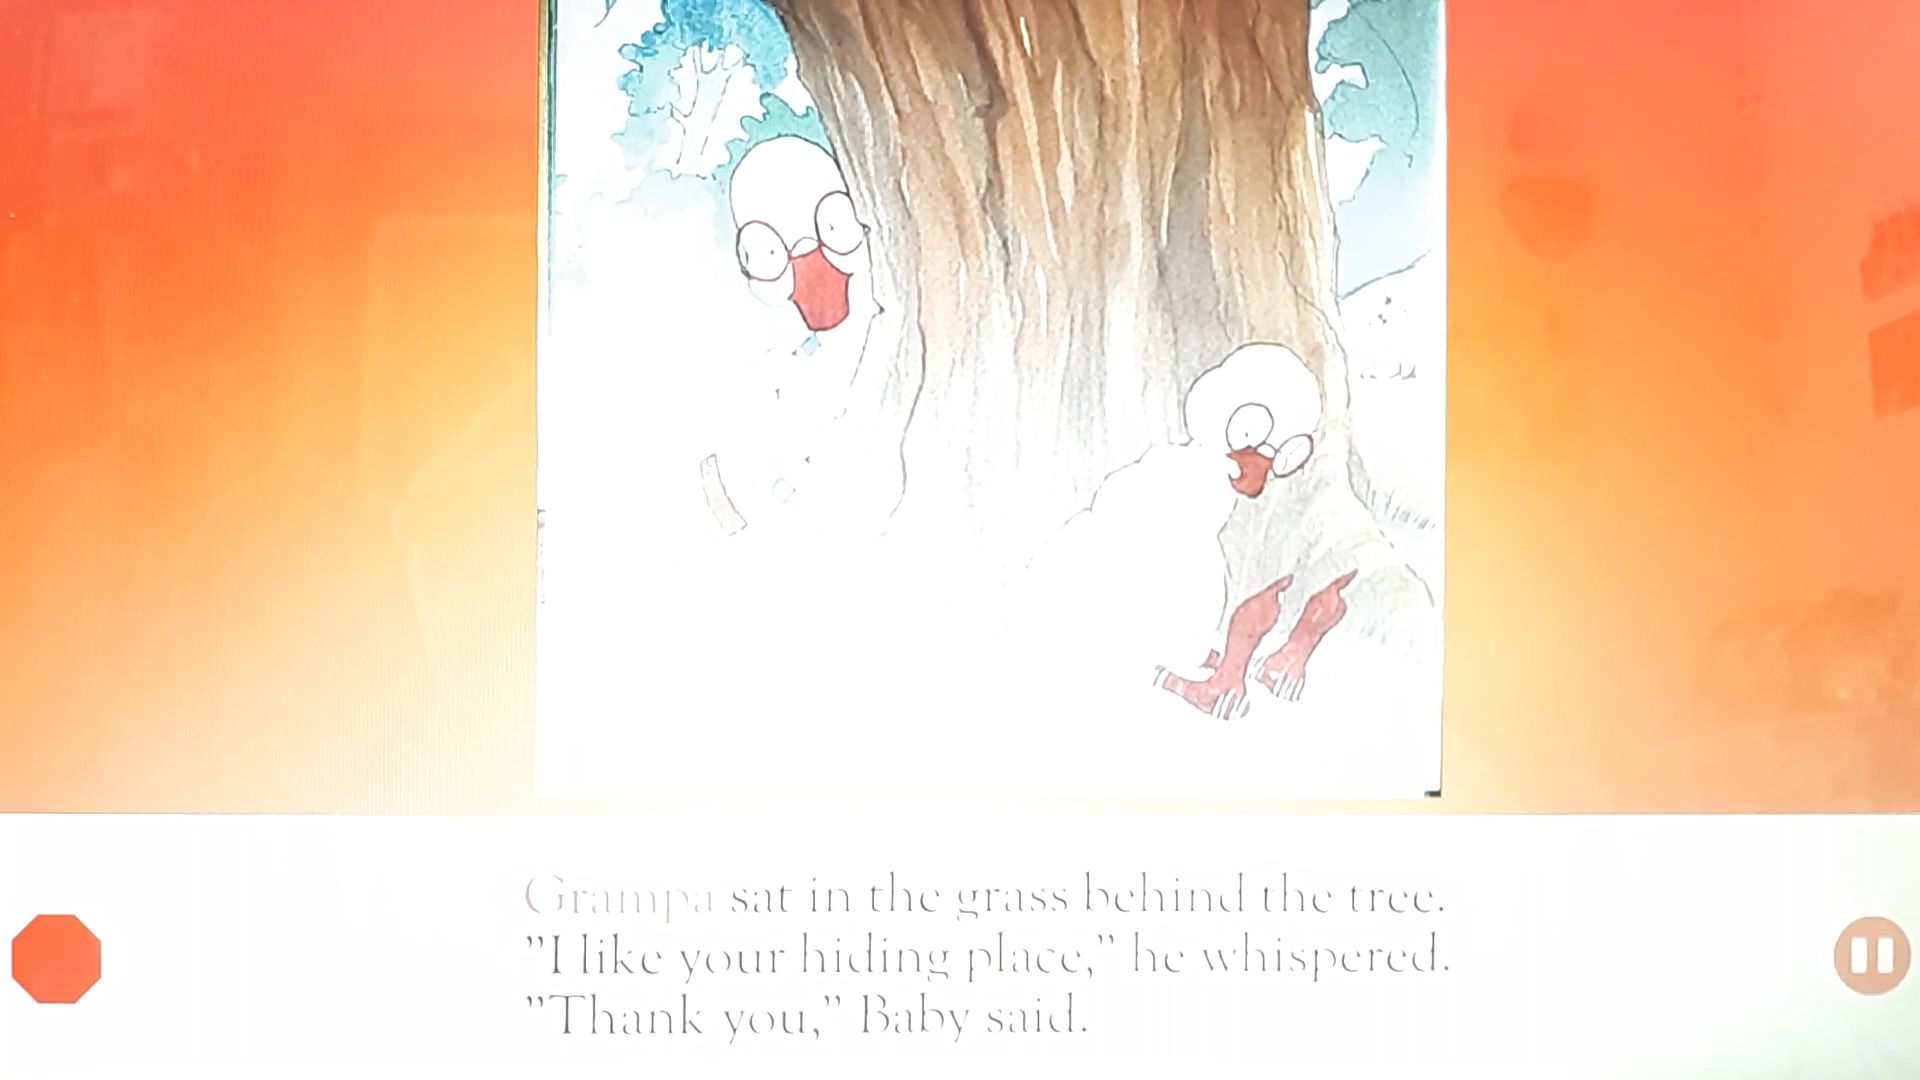 Grampa sat in the grass behind the tree.
"I like your hiding place," he whispered.
"Thank you," Baby said.